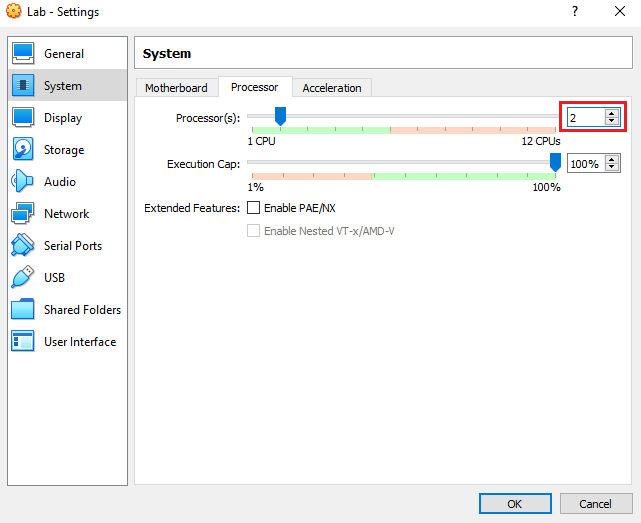 Lab - Settings
?
General
System
Display
Storage
Audio
Network
Serial Ports
USB
Shared Folders
User Interface
System
Motherboard Processor Acceleration
Processor(s): 2
1 CPU 12 CPUs
Execution Cap: 100%
1% 100%
Extended Features: Enable PAE/NX
Enable Nested VT-x/AMD-V
OK Cancel